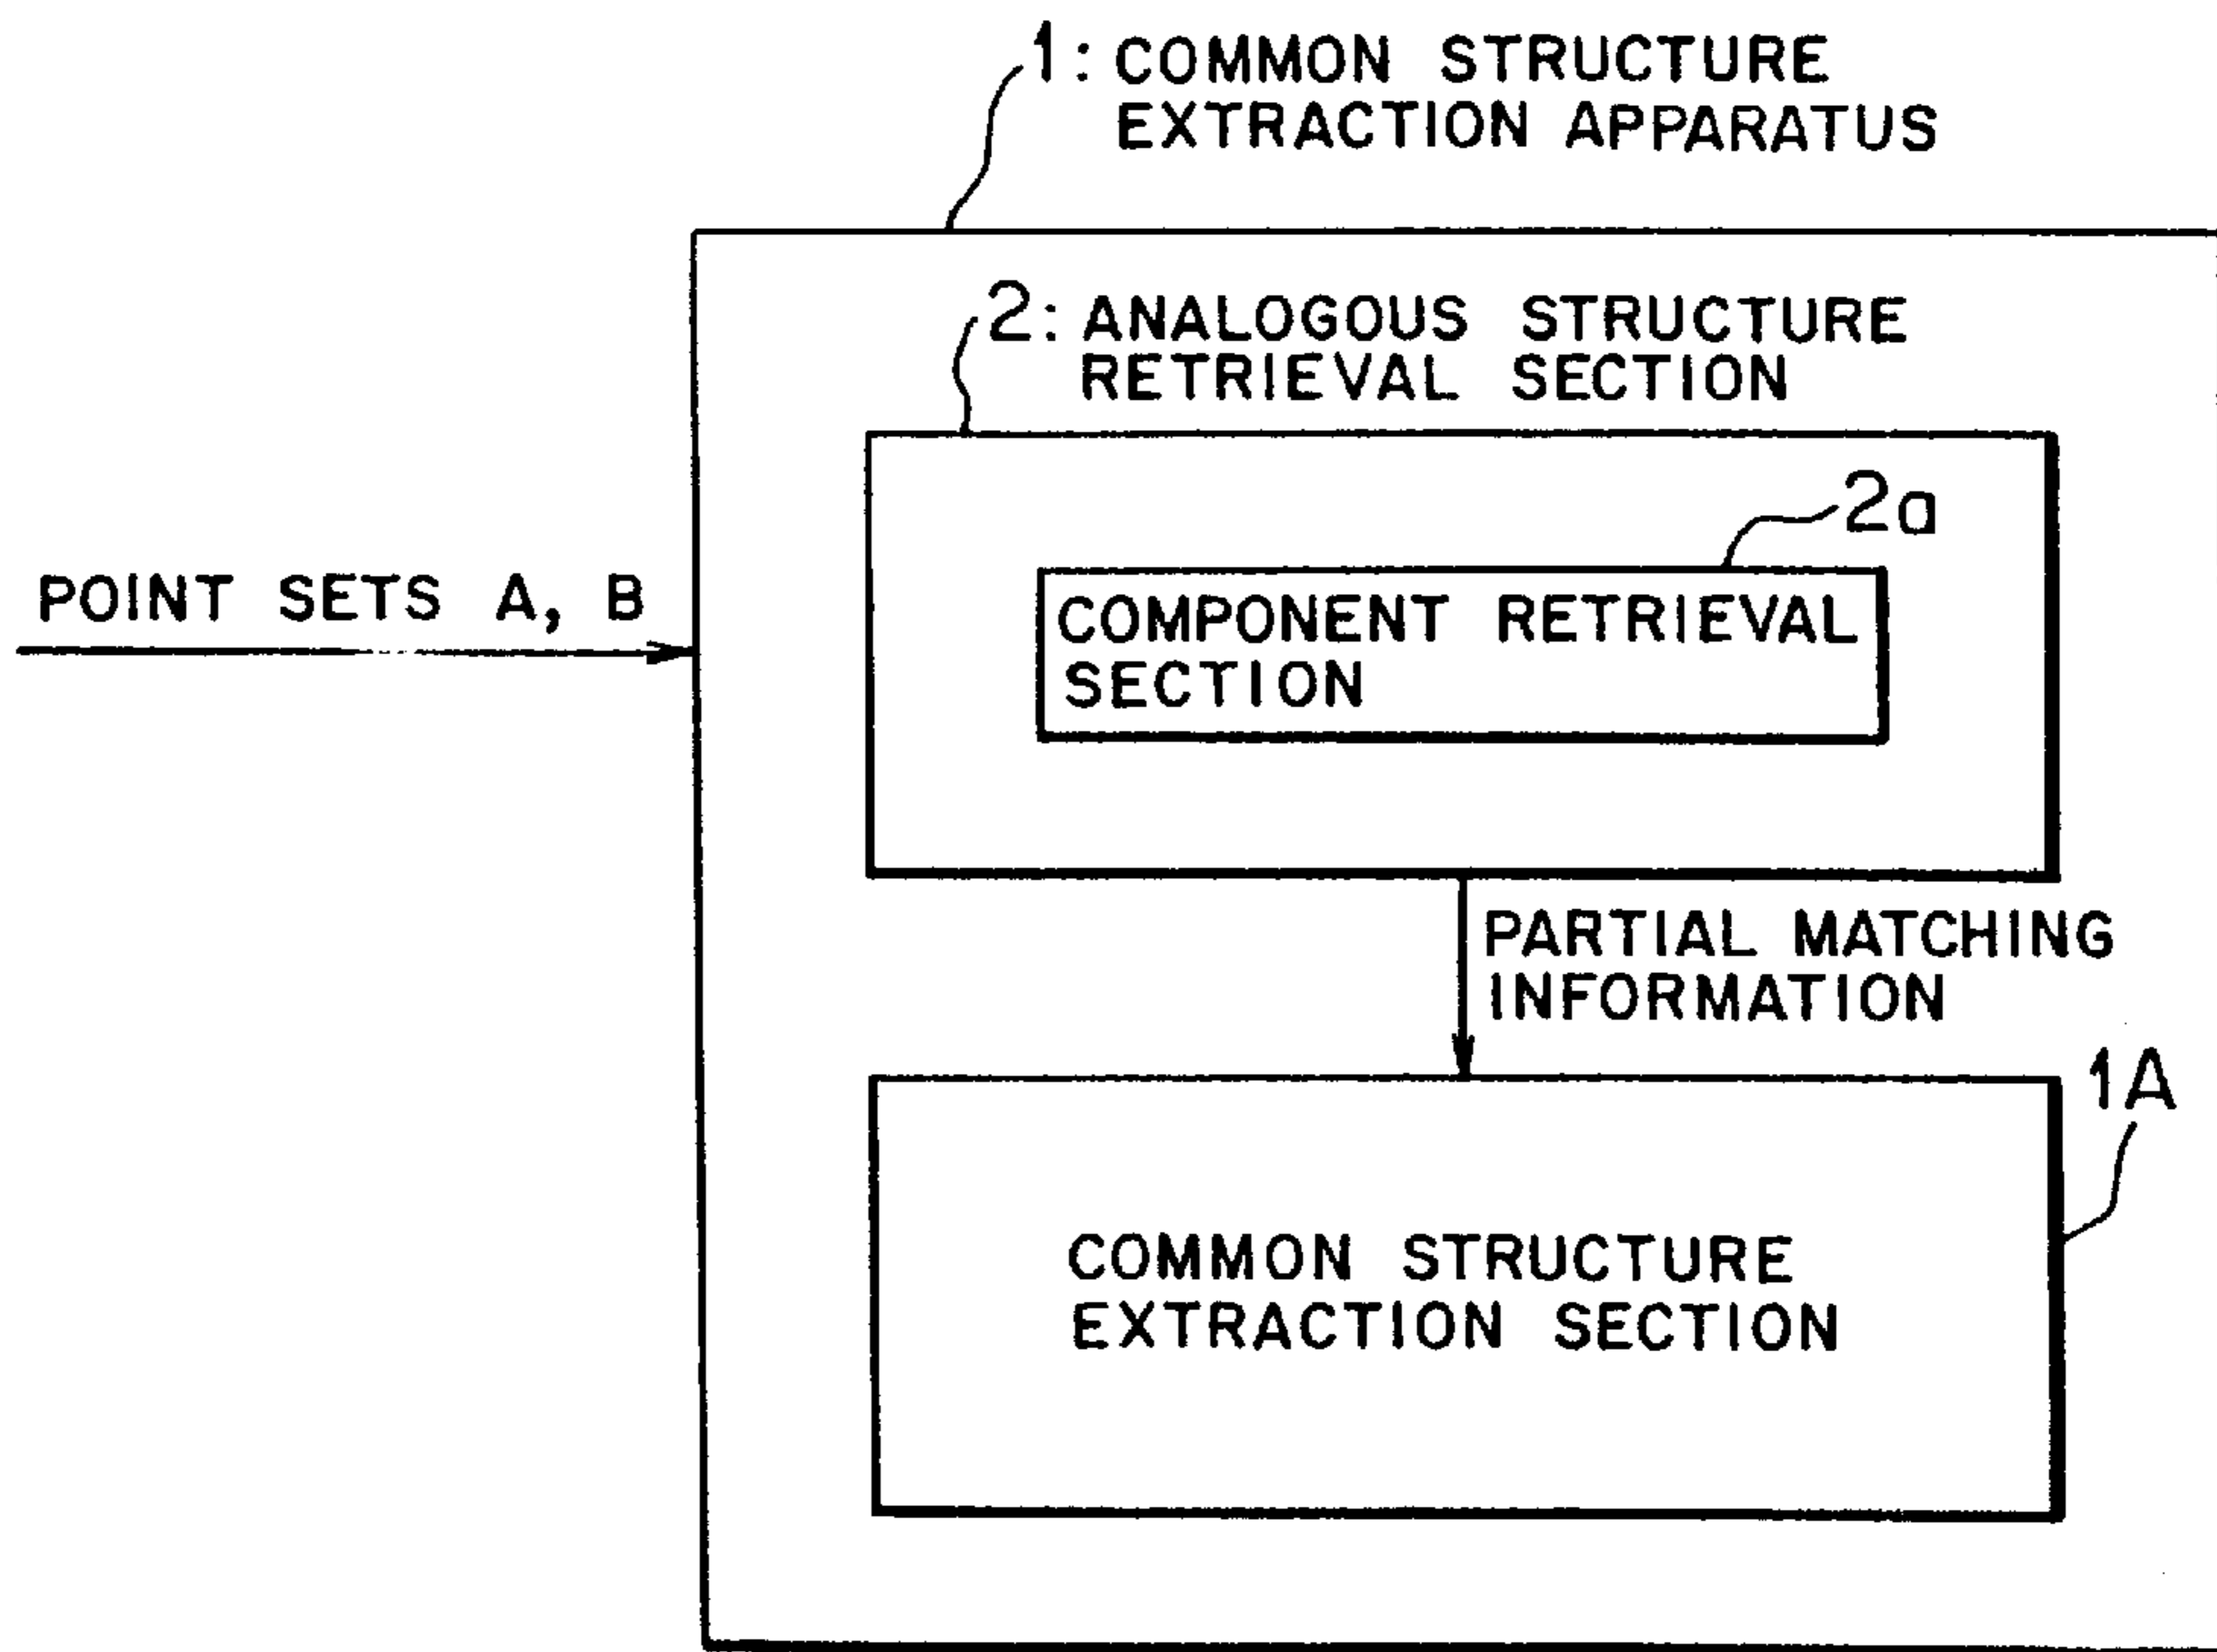 1: COMMON STRUCTURE
EXTRACTION APPARATUS
2: ANALOGOUS STRUCTURE
RETRIEVAL SECTION
2a
POINT SETS A, B
COMPONENT RETRIEVAL
SECTION
PARTIAL MATCHING
INFORMATION
1A
COMMON STRUCTURE
EXTRACTION SECTION